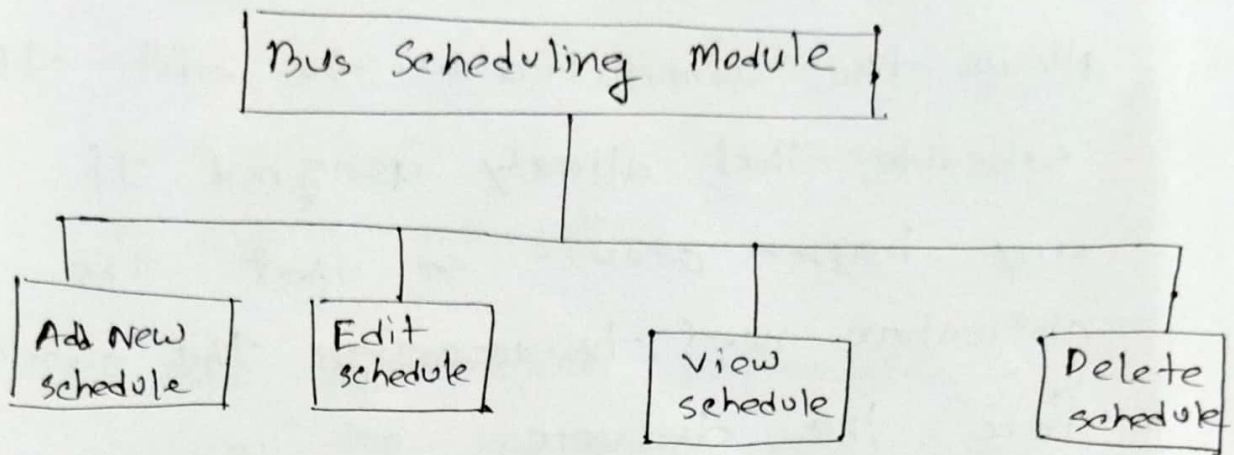 Bus Scheduling Module
Add New
schedule
Edit
schedule
View
schedule
Delete
schedule